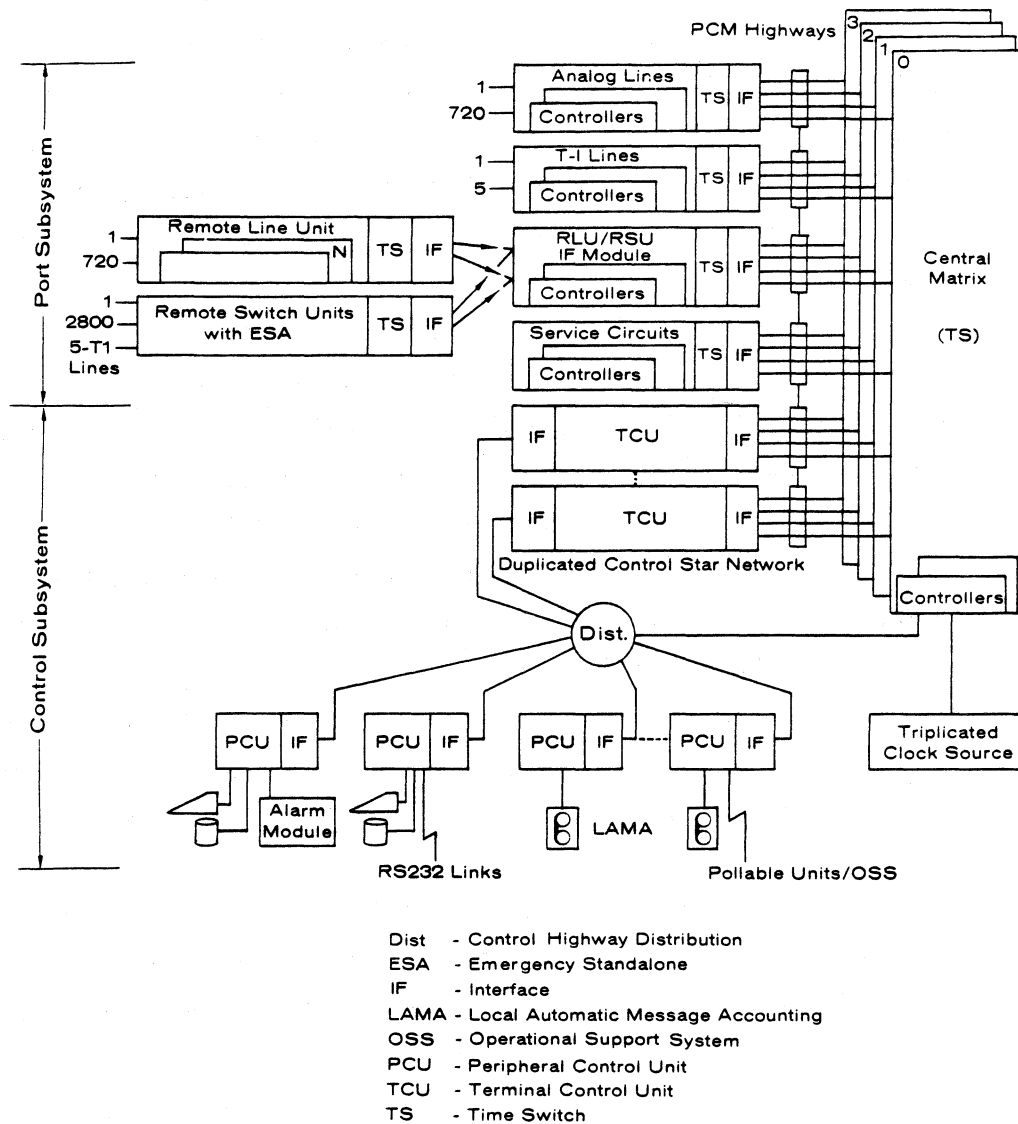 PCM Highways
3
2
1
0
Port Subsystem
Analog Lines
1
720
Controllers
TS
IF
T-I Lines
1
5
Controllers
TS
IF
Remote Line Unit
1
720
N
TS
IF
RLU/RSU
IF Module
Controllers
TS
IF
Central
Matrix
(TS)
1
2800
5-T1
Lines
Remote Switch Units
with ESA
TS
IF
Service Circuits
Controllers
TS
IF
Control Subsystem
IF
TCU
IF
IF
TCU
IF
Duplicated Control Star Network
Controllers
Dist.
PCU
IF
PCU
IF
PCU
IF
PCU
IF
Triplicated
Clock Source
Alarm
Module
LAMA
RS232 Links
Pollable Units/OSS
Dist - Control Highway Distribution
ESA - Emergency Standalone
IF - Interface
LAMA - Local Automatic Message Accounting
OSS - Operational Support System
PCU - Peripheral Control Unit
TCU - Terminal Control Unit
TS - Time Switch